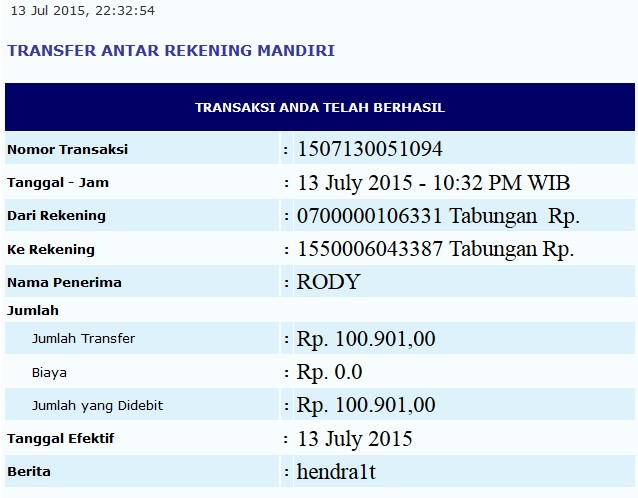 13 Jul 2015, 22:32:54
TRANSFER ANTAR REKENING MANDIRI
TRANSAKSI ANDA TELAH BERHASIL
Nomor Transaksi : 1507130051094
Tanggal - Jam : 13 July 2015 - 10:32 PM WIB
Dari Rekening : 0700000106331 Tabungan Rp.
Ke Rekening : 1550006043387 Tabungan Rp.
Nama Penerima : RODY
Jumlah
Jumlah Transfer : Rp. 100.901,00
Biaya : Rp. 0.0
Jumlah yang Didebit : Rp. 100.901,00
Tanggal Efektif : 13 July 2015
Berita : hendra1t